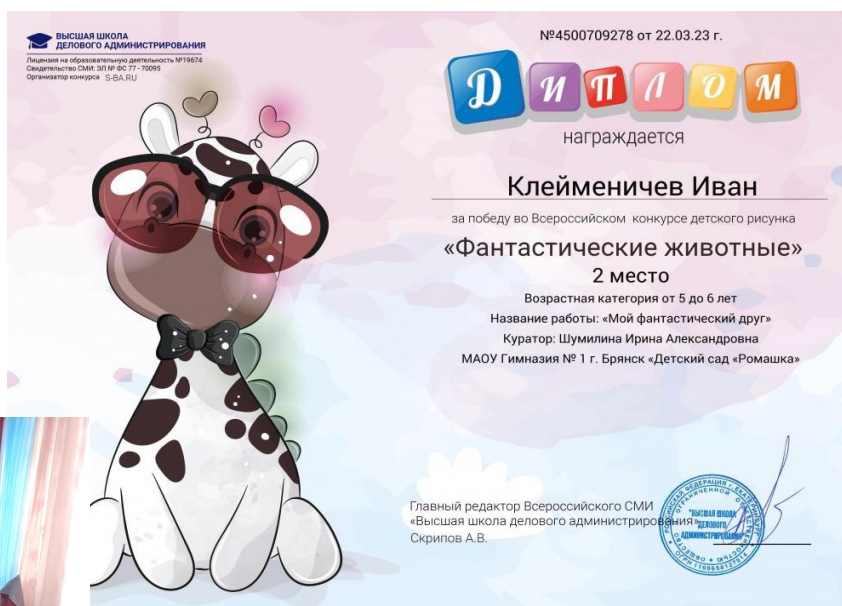 ВЫСШАЯ ШКОЛА
ДЕЛОВОГО АДМИНИСТРИРОВАНИЯ
Лицензия на образовательную деятельность №19674
Свидетельство СМИ: ЭЛ № ФС 77 - 70095
Организатор конкурса S-BA.RU
№4500709278 от 22.03.23 г.
ДИПЛОМ
награждается
Клейменичев Иван
за победу во Всероссийском конкурсе детского рисунка
«Фантастические животные»
2 место
Возрастная категория от 5 до 6 лет
Название работы: «Мой фантастический друг»
Куратор: Шумилина Ирина Александровна
МАОУ Гимназия № 1 г. Брянск «Детский сад «Ромашка»
Главный редактор Всероссийского СМИ
«Высшая школа делового администрирования»
Скрипов А.В.
"ВЫСШАЯ ШКОЛА
ДЕЛОВОГО
АДМИНИСТРИРОВАНИЯ"